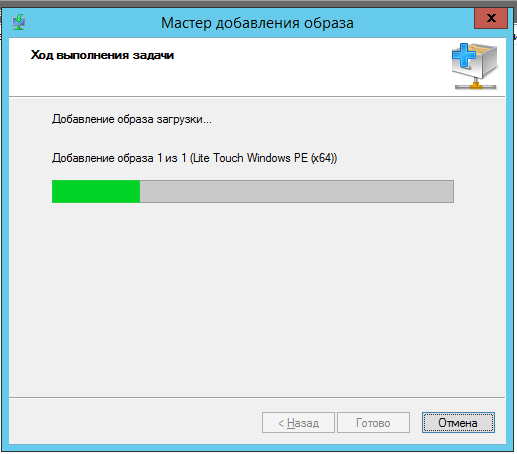 Мастер добавления образа
x
Ход выполнения задачи
Добавление образа загрузки...
Добавление образа 1 из 1 (Lite Touch Windows PE (x64))
< Назад
Готово
Отмена